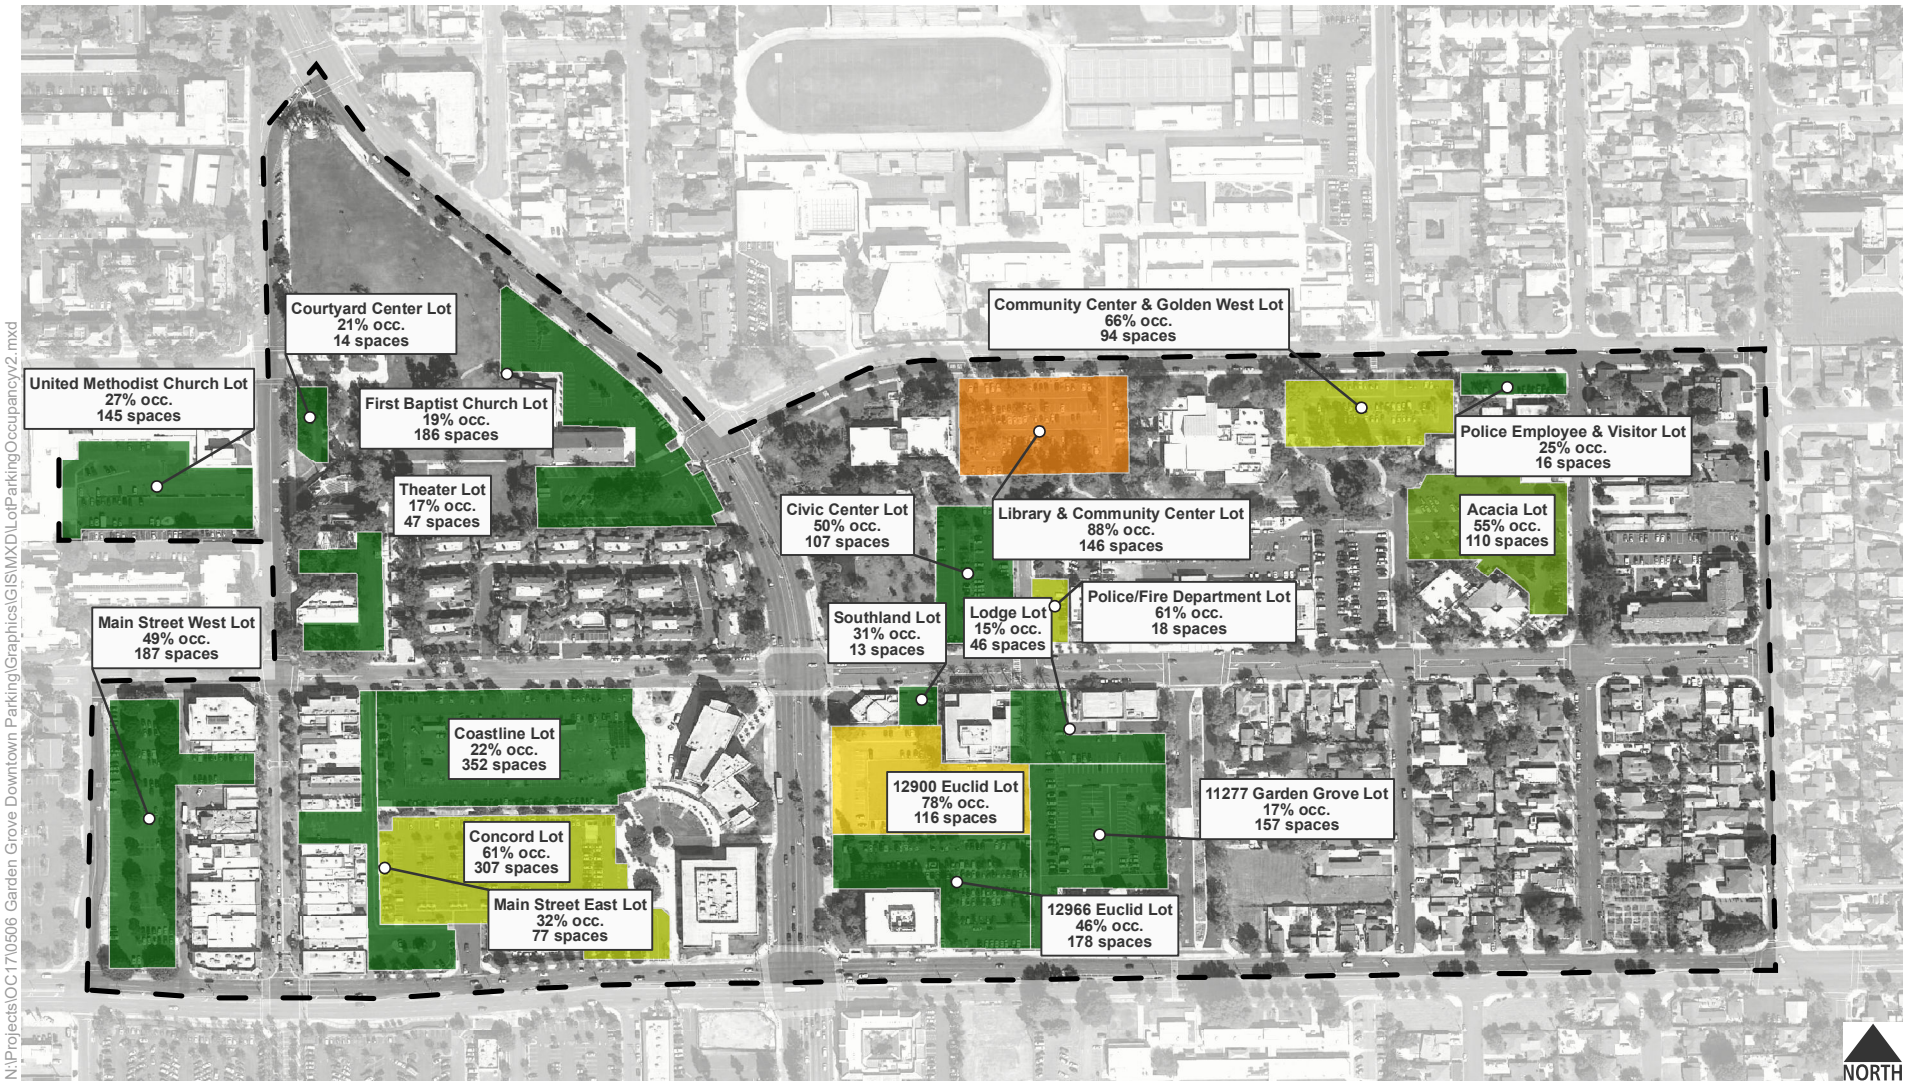 Courtyard Center Lot
21% occ.
14 spaces
Community Center & Golden West Lot
66% occ.
94 spaces
United Methodist Church Lot
27% occ.
145 spaces
First Baptist Church Lot
19% occ.
186 spaces
Police Employee & Visitor Lot
25% occ.
16 spaces
Theater Lot
17% occ.
47 spaces
Civic Center Lot
50% occ.
107 spaces
Library & Community Center Lot
88% occ.
146 spaces
Acacia Lot
55% occ.
110 spaces
Main Street West Lot
49% occ.
187 spaces
Southland Lot
31% occ.
13 spaces
Lodge Lot
15% occ.
46 spaces
Police/Fire Department Lot
61% occ.
18 spaces
Coastline Lot
22% occ.
352 spaces
12900 Euclid Lot
78% occ.
116 spaces
11277 Garden Grove Lot
17% occ.
157 spaces
Concord Lot
61% occ.
307 spaces
Main Street East Lot
32% occ.
77 spaces
12966 Euclid Lot
46% occ.
178 spaces
N:\Projects\OC17\0506 Garden Grove Downtown Parking\Graphics\GIS\MXD\LotParkingOccupancyv2.mxd
NORTH